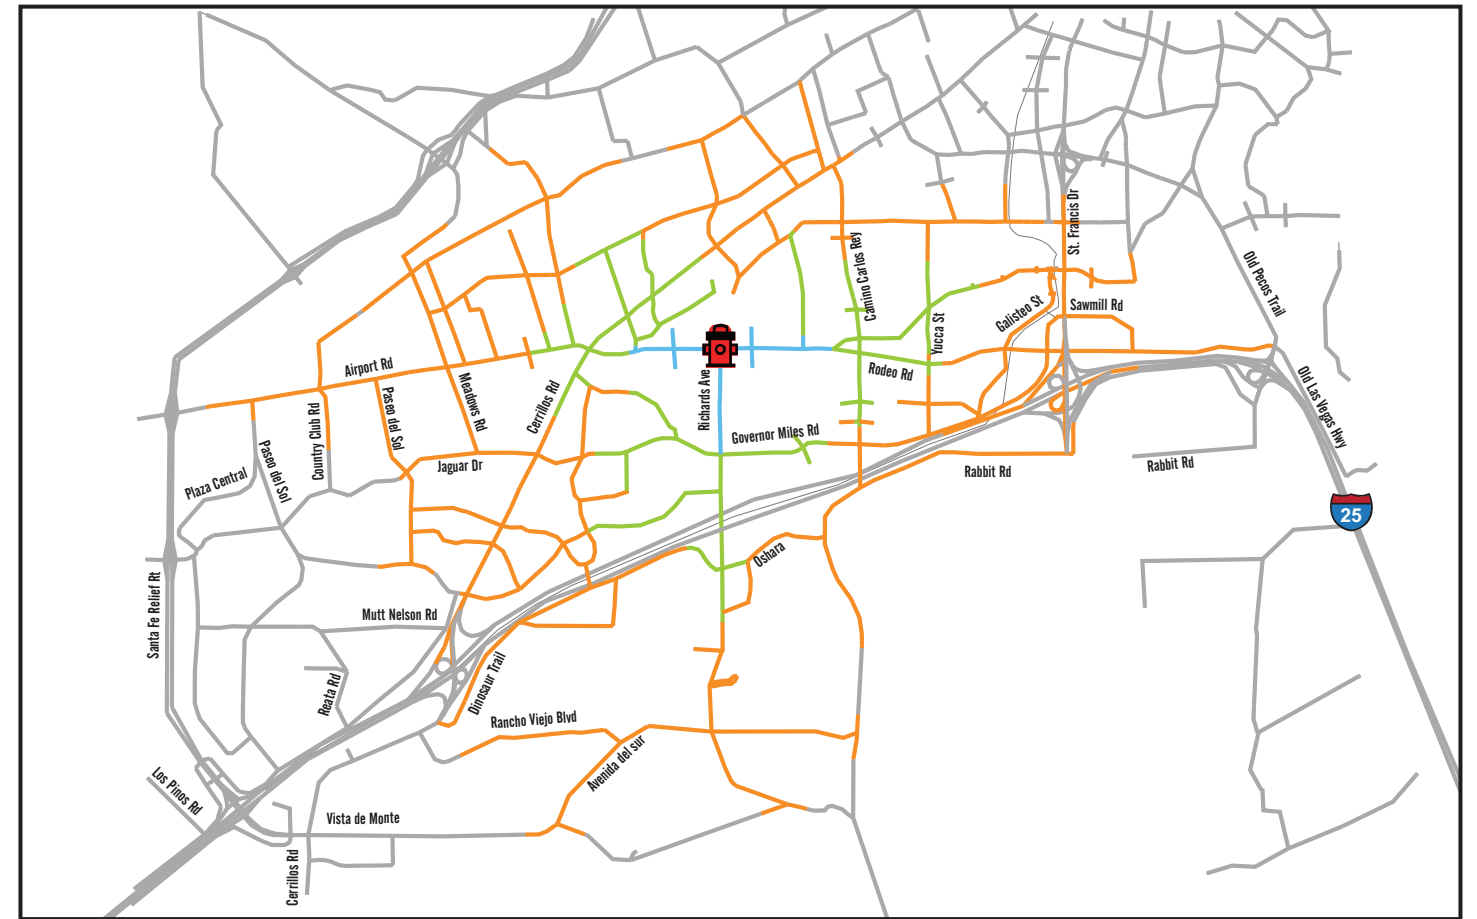 St. Francis Dr
Old Pecos Trail
Camino Carlos Rey
Galisteo St
Sawmill Rd
Yucca St
Airport Rd
Rodeo Rd
Richards Ave
Meadows Rd
Cerrillos Rd
Paseo del Sol
Country Club Rd
Old Las Vegas Hwy
Governor Miles Rd
Paseo del Sol
Plaza Central
Jaguar Dr
Rabbit Rd
Rabbit Rd
25
Oshara
Santa Fe Relief Rt
Mutt Nelson Rd
Reata Rd
Dinosaur Trail
Rancho Viejo Blvd
Avenida del sur
Los Pinos Rd
Vista de Monte
Cerrillos Rd